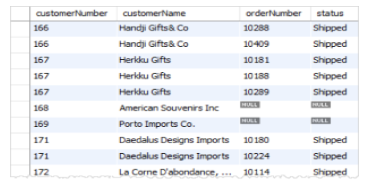 customerNumber customerName orderNumber status
166 Handji Gifts& Co 10288 Shipped
166 Handji Gifts& Co 10409 Shipped
167 Herkku Gifts 10181 Shipped
167 Herkku Gifts 10188 Shipped
167 Herkku Gifts 10289 Shipped
168 American Souvenirs Inc NULL NULL
169 Porto Imports Co. NULL NULL
171 Daedalus Designs Imports 10180 Shipped
171 Daedalus Designs Imports 10224 Shipped
172 La Corne D'abondance, ... 10114 Shipped